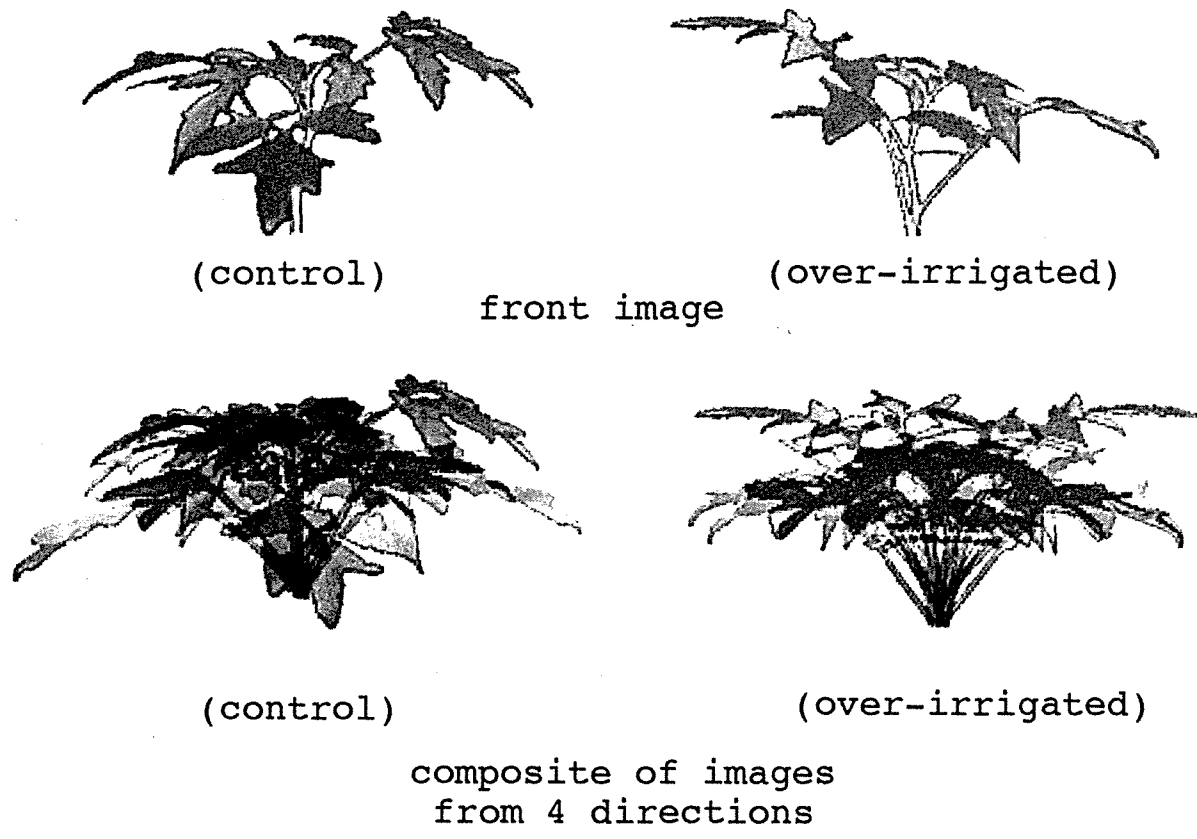 (control)
(over-irrigated)
front image
(control)
(over-irrigated)
composite of images
from 4 directions